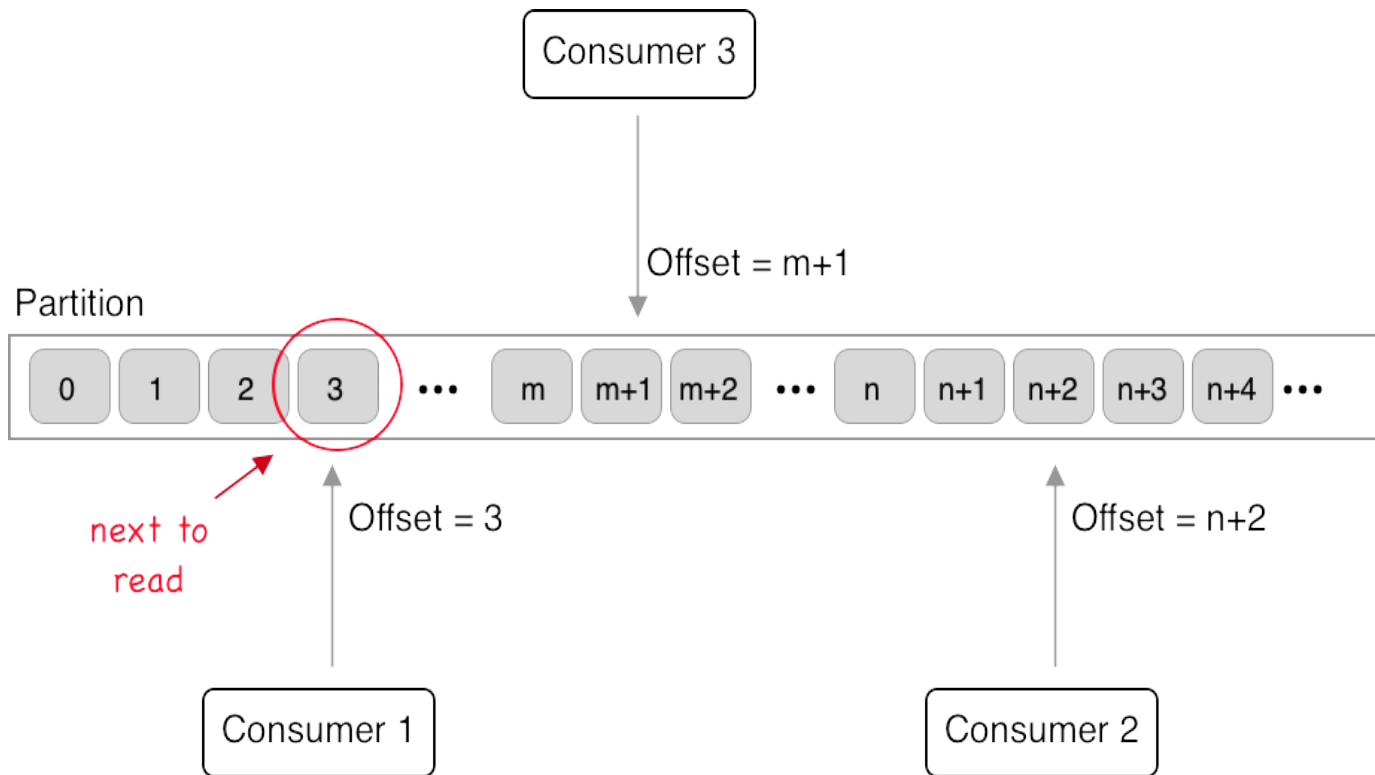 Consumer 3
Offset = m+1
Partition
0 1 2 3 ••• m m+1 m+2 ••• n n+1 n+2 n+3 n+4 •••
next to
read
Offset = 3
Offset = n+2
Consumer 1
Consumer 2